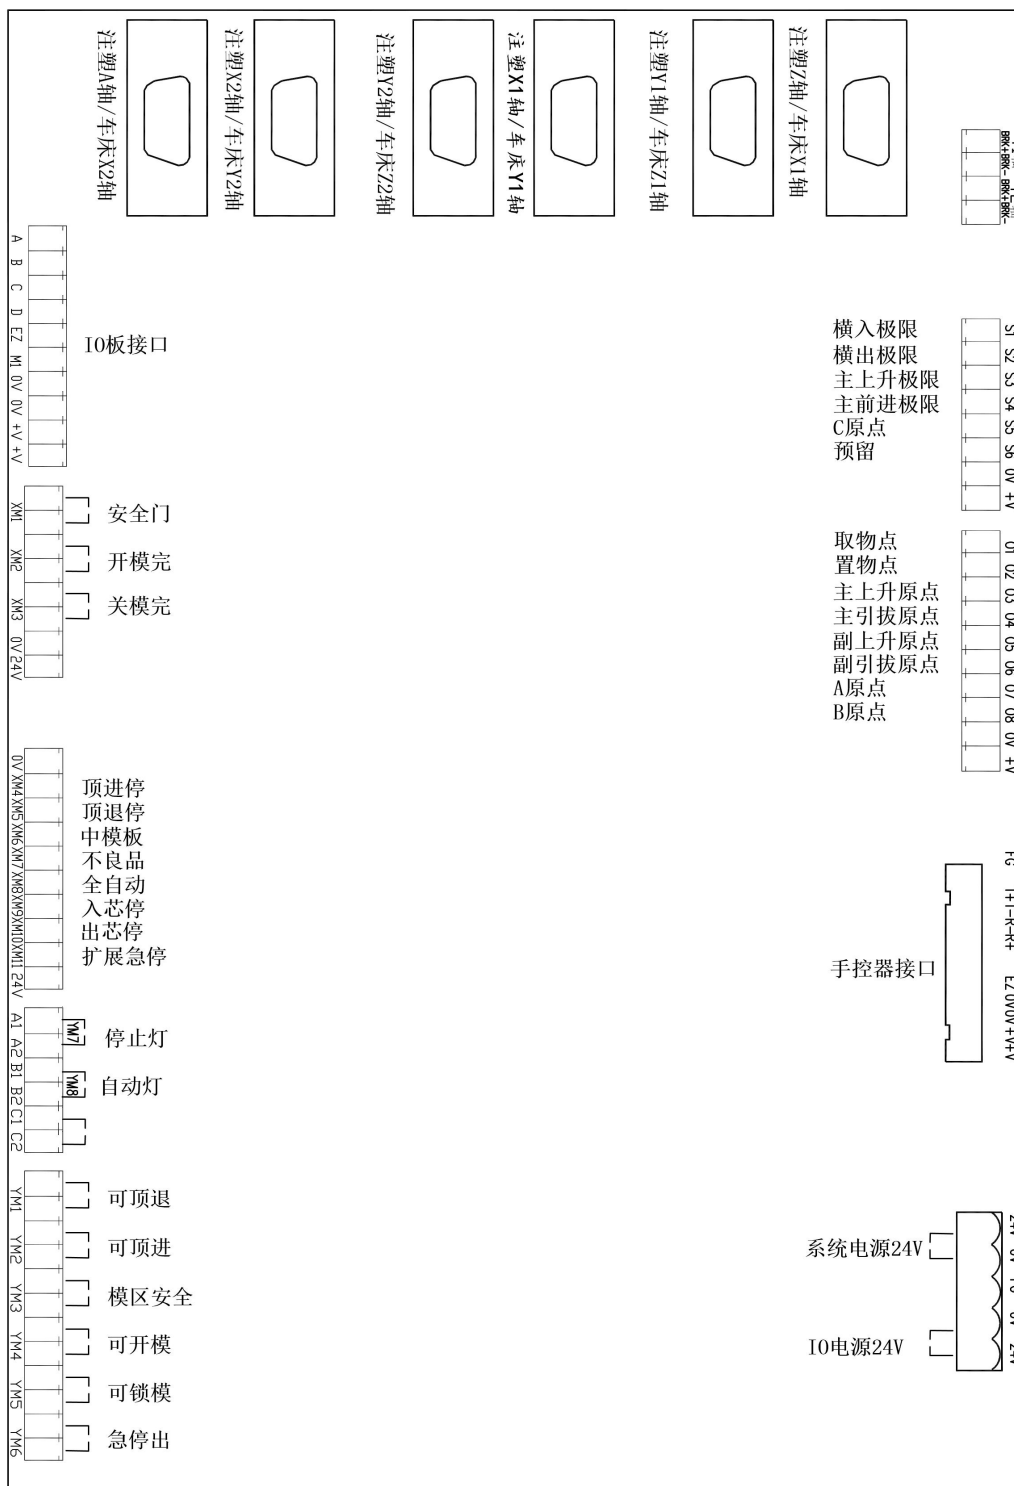 注塑A轴/车床X2轴
注塑X2轴/车床Y2轴
注塑Y2轴/车床Z2轴
注塑X1轴/车床Y1轴
注塑Y1轴/车床Z1轴
注塑Z轴/车床X1轴
BRK+BRK- BRK+BRK-
A B C D EZ M1 0V 0V +V +V
IO板接口
横入极限
横出极限
主上升极限
主前进极限
C原点
预留
S1 S2 S3 S4 S5 S6 0V +V
XM1 XM2 XM3 0V 24V
安全门
开模完
关模完
取物点
置物点
主上升原点
主引拔原点
副上升原点
副引拔原点
A原点
B原点
01 02 03 04 05 06 07 08 0V +V
0V XM4 XM5 XM6 XM7 XM8 XM9 XM10 XM11 24V
顶进停
顶退停
中模板
不良品
全自动
入芯停
出芯停
扩展急停
手控器接口
FG T+T-R-R+ EZ 0V0V+V+V
A1 A2 B1 B2 C1 C2
YM7
停止灯
YM8
自动灯
YM1 YM2 YM3 YM4 YM5 YM6
可顶退
可顶进
模区安全
可开模
可锁模
急停出
系统电源24V
IO电源24V
24V 0V FG 0V 24V